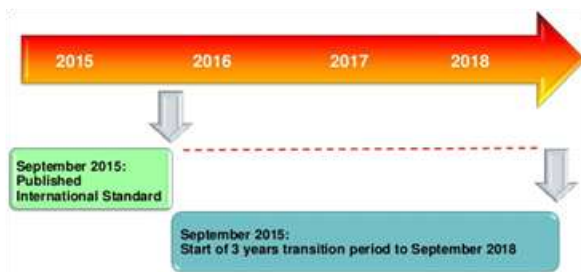 2015 2016 2017 2018
September 2015:
Published
International Standard
September 2015:
Start of 3 years transition period to September 2018